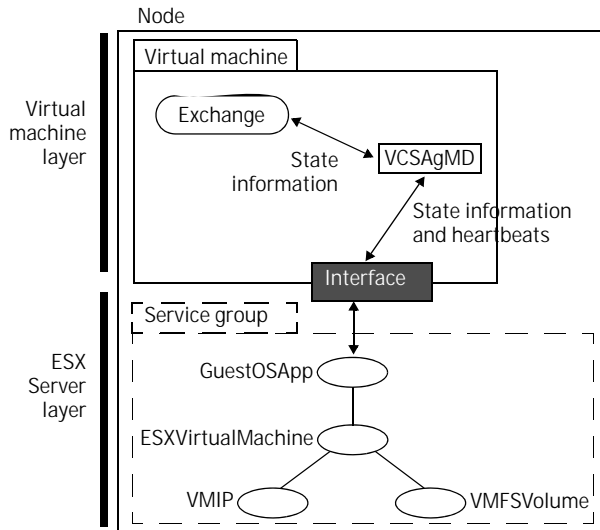 Node
Virtual machine
Exchange
Virtual
machine
layer
State
information
VCSAgMD
State information
and heartbeats
Interface
Service group
ESX
Server
layer
GuestOSApp
ESXVirtualMachine
VMIP
VMFSVolume